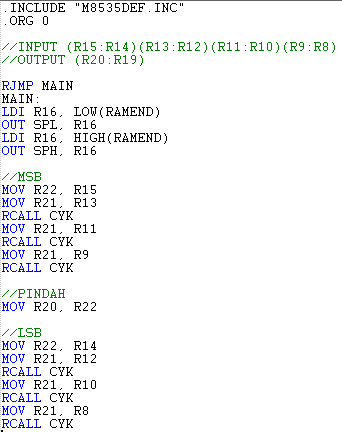 .INCLUDE "M8535DEF.INC"
.ORG 0
//INPUT (R15:R14)(R13:R12)(R11:R10)(R9:R8)
//OUTPUT (R20:R19)
RJMP MAIN
MAIN:
LDI R16, LOW(RAMEND)
OUT SPL, R16
LDI R16, HIGH(RAMEND)
OUT SPH, R16
//MSB
MOV R22, R15
MOV R21, R13
RCALL CYK
MOV R21, R11
RCALL CYK
MOV R21, R9
RCALL CYK
//PINDAH
MOV R20, R22
//LSB
MOV R22, R14
MOV R21, R12
RCALL CYK
MOV R21, R10
RCALL CYK
MOV R21, R8
RCALL CYK